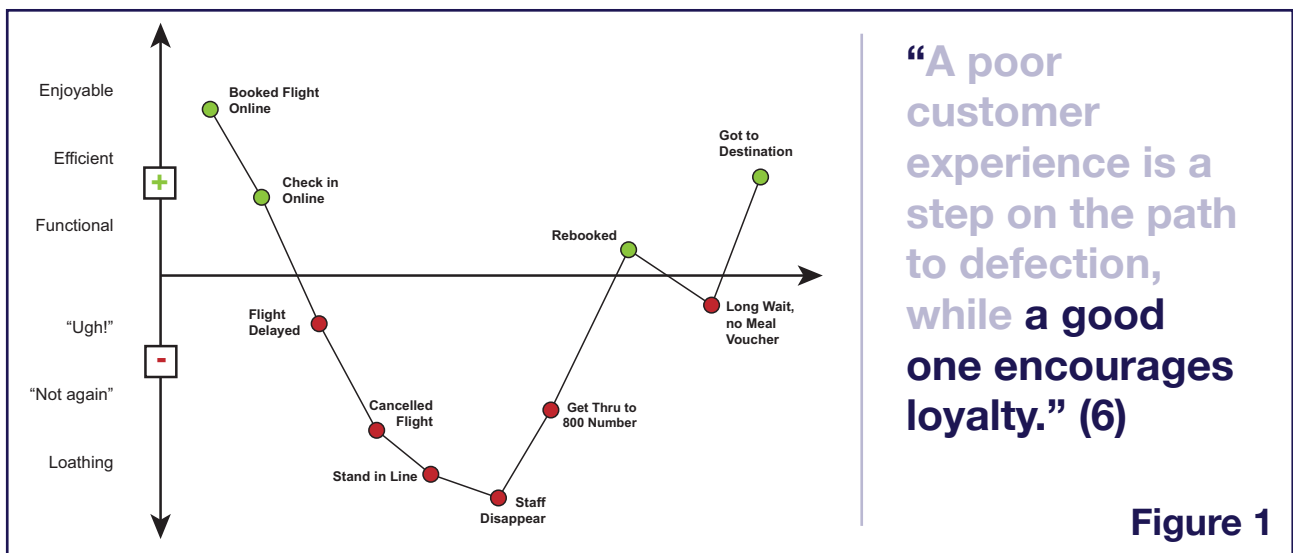 Enjoyable
Efficient
+
Functional
“Ugh!”
-
“Not again”
Loathing
Booked Flight
Online
Check in
Online
Flight
Delayed
Cancelled
Flight
Stand in Line
Staff
Disappear
Get Thru to
800 Number
Rebooked
Long Wait,
no Meal
Voucher
Got to
Destination
“A poor
customer
experience is a
step on the path
to defection,
while a good
one encourages
loyalty.” (6)
Figure 1